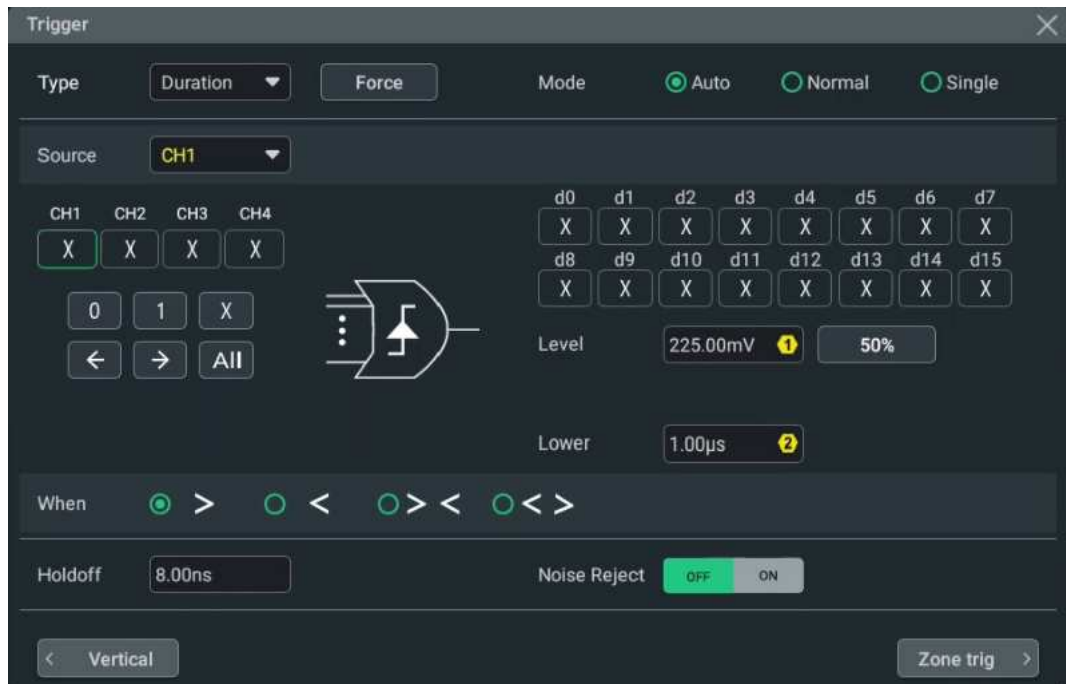 Trigger
Type Duration Force Mode Auto Normal Single
Source CH1
CH1 CH2 CH3 CH4
X X X X
0 1 X
← → All
d0 d1 d2 d3 d4 d5 d6 d7
X X X X X X X X
d8 d9 d10 d11 d12 d13 d14 d15
X X X X X X X X
Level 225.00mV 1 50%
Lower 1.00µs 2
When > < > < < >
Holdoff 8.00ns Noise Reject OFF ON
< Vertical Zone trig >